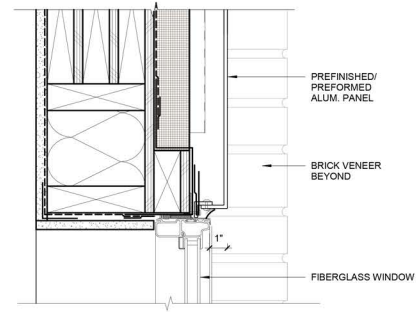 PREFINISHED/
PREFORMED
ALUM. PANEL
BRICK VENEER
BEYOND
1"
FIBERGLASS WINDOW